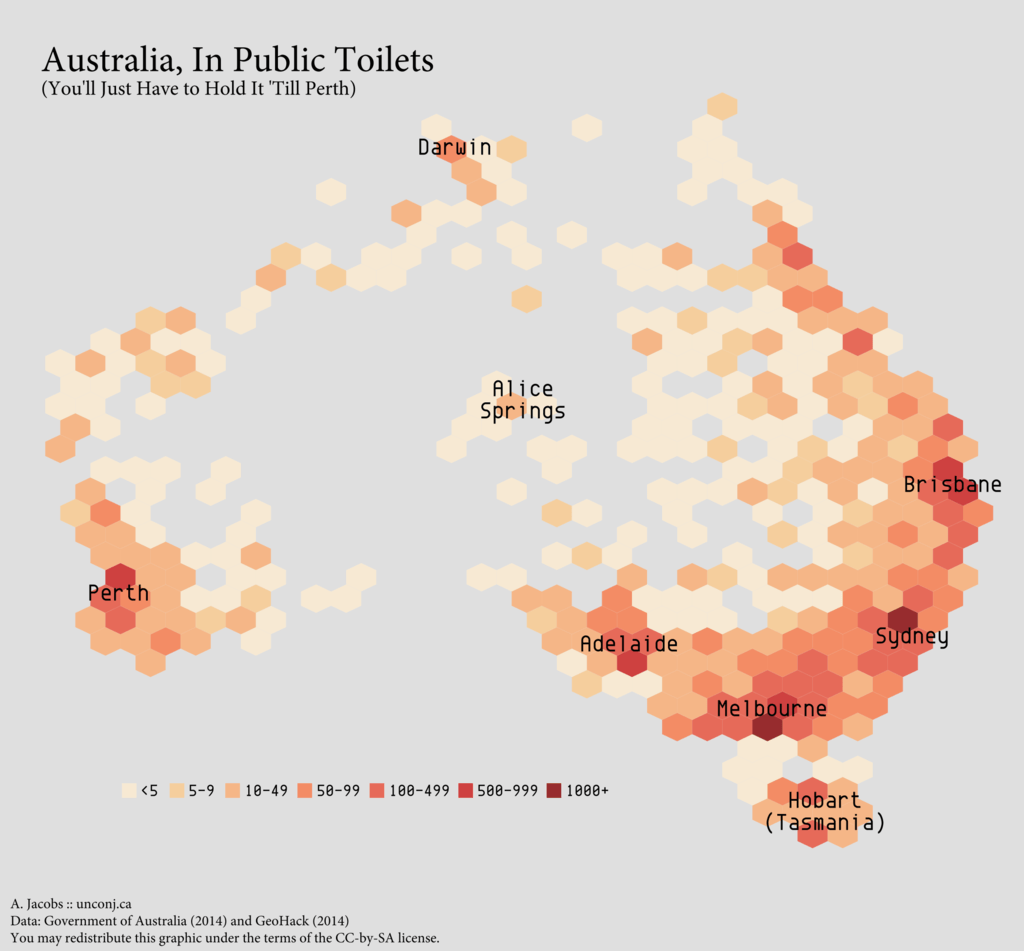 Australia, In Public Toilets
(You'll Just Have to Hold It 'Till Perth)
Darwin
Alice
Springs
Brisbane
Perth
Sydney
Adelaide
Melbourne
<5 5-9 10-49 50-99 100-499 500-999 1000+
Hobart
(Tasmania)
A. Jacobs :: unconj.ca
Data: Government of Australia (2014) and GeoHack (2014)
You may redistribute this graphic under the terms of the CC-by-SA license.